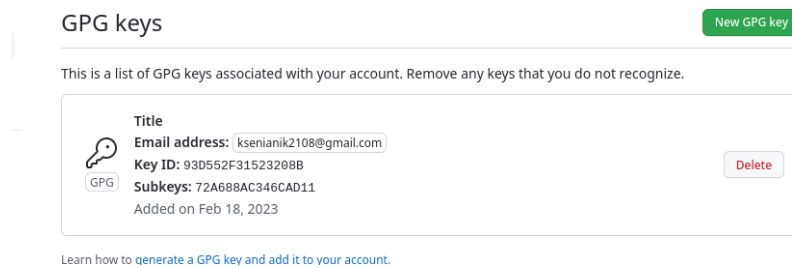 GPG keys
New GPG key
This is a list of GPG keys associated with your account. Remove any keys that you do not recognize.
Title
Email address: ksenianik2108@gmail.com
Key ID: 93D552F31523208B
GPG
Subkeys: 72A688AC346CAD11
Delete
Added on Feb 18, 2023
Learn how to generate a GPG key and add it to your account.